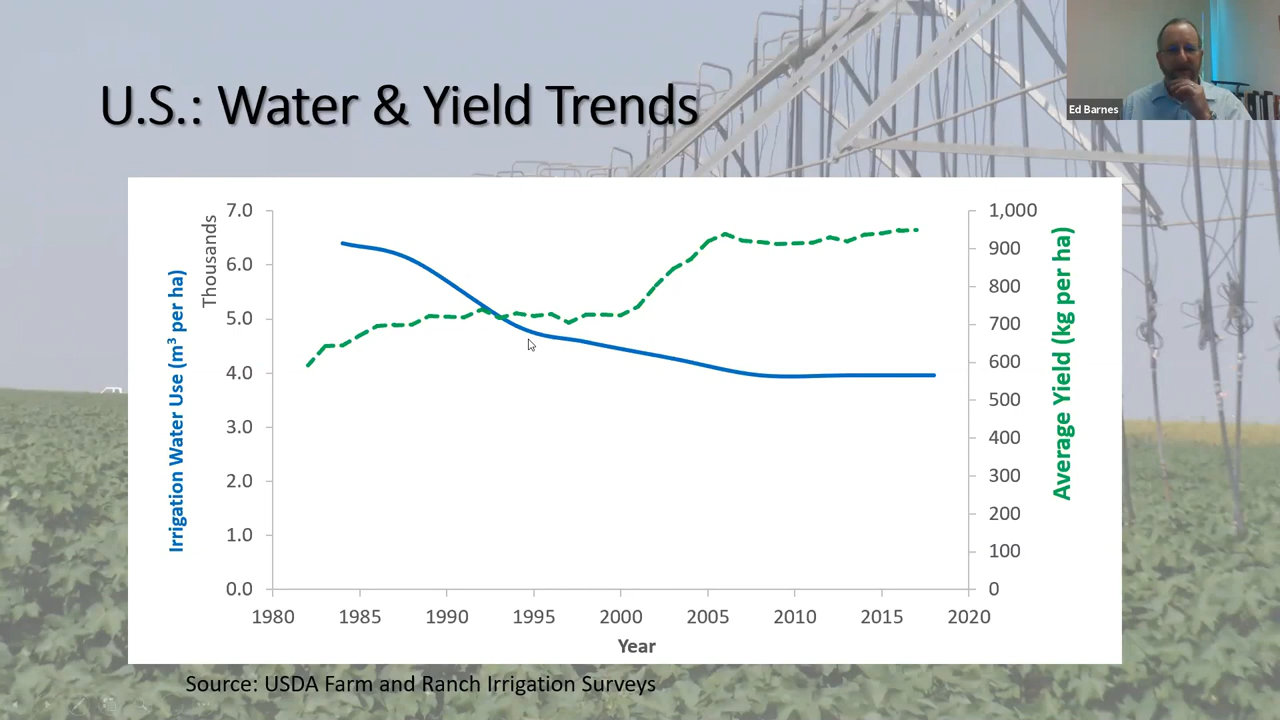 U.S.: Water & Yield Trends
Ed Barnes
Irrigation Water Use (m³ per ha)
Thousands
7.0
6.0
5.0
4.0
3.0
2.0
1.0
0.0
1,000
900
800
700
600
500
400
300
200
100
0
Average Yield (kg per ha)
1980 1985 1990 1995 2000 2005 2010 2015 2020
Year
Source: USDA Farm and Ranch Irrigation Surveys